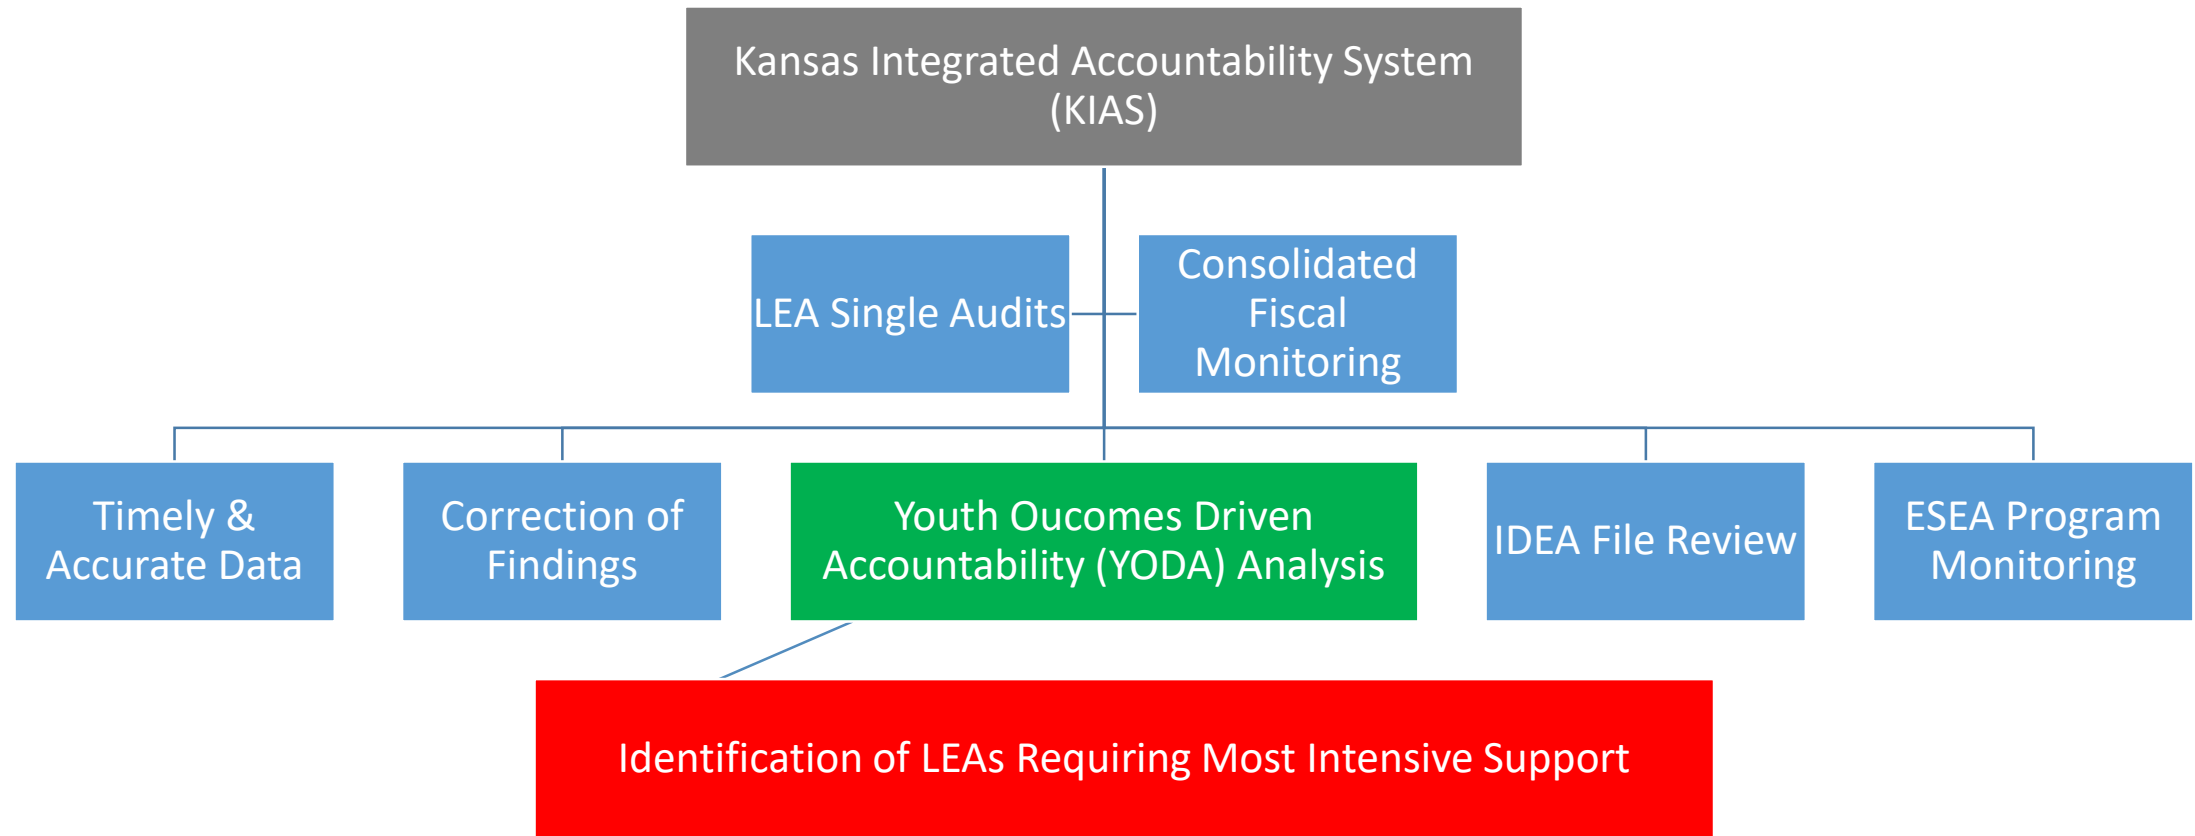 Kansas Integrated Accountability System
(KIAS)
LEA Single Audits
Consolidated
Fiscal
Monitoring
Timely &
Accurate Data
Correction of
Findings
Youth Oucomes Driven
Accountability (YODA) Analysis
IDEA File Review
ESEA Program
Monitoring
Identification of LEAs Requiring Most Intensive Support